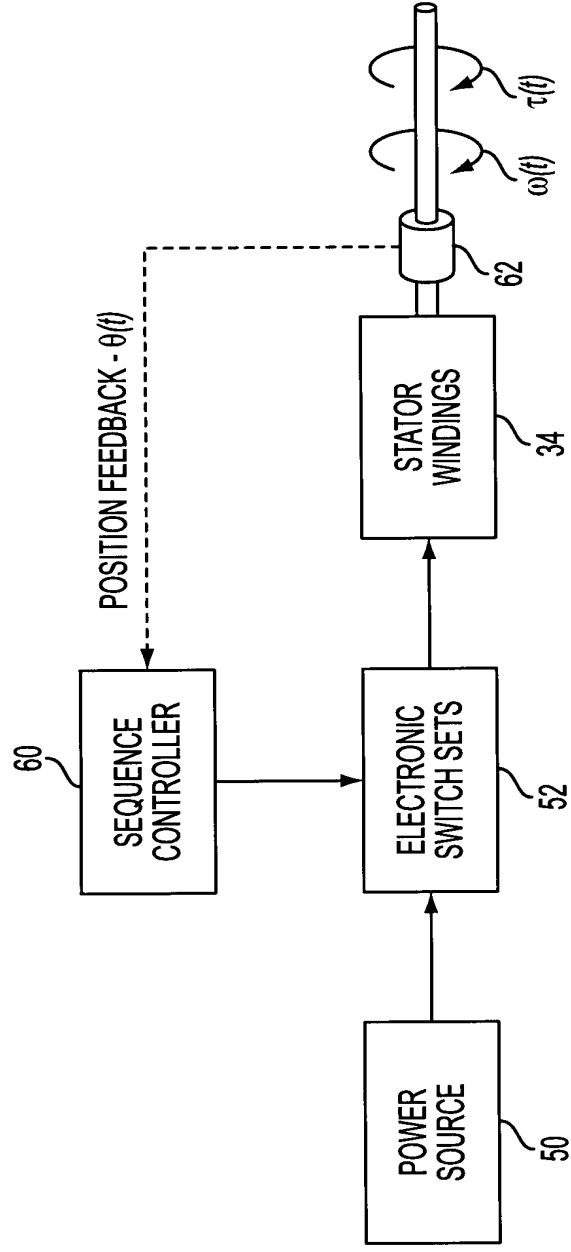 POSITION FEEDBACK - θ(t)
60
SEQUENCE
CONTROLLER
POWER
SOURCE
50
ELECTRONIC
SWITCH SETS
52
STATOR
WINDINGS
34
62
ω(t)
τ(t)